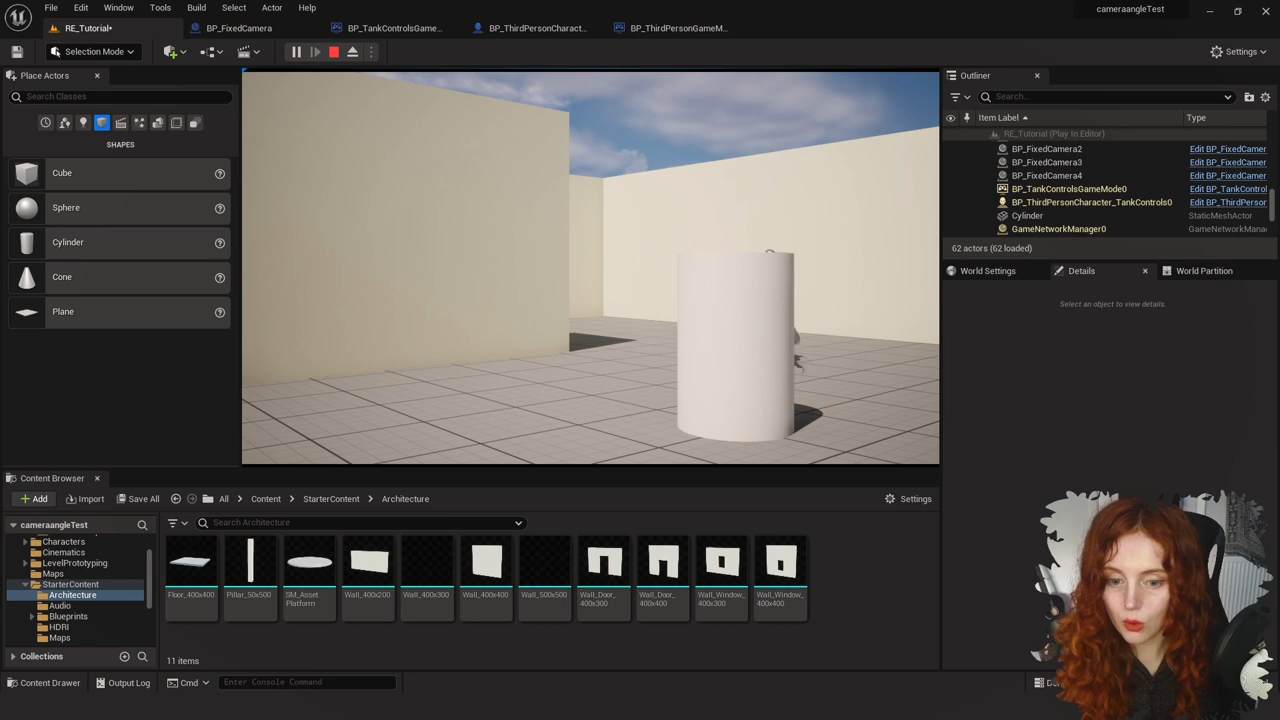 File Edit Window Tools Build Select Actor Help
cameraangleTest
RE_Tutorial•
BP_FixedCamera
BP_TankControlsGame...
BP_ThirdPersonCharact...
BP_ThirdPersonGameM...
Selection Mode
Settings
Place Actors
Search Classes
SHAPES
Cube
Sphere
Cylinder
Cone
Plane
Outliner
Search...
Item Label Type
RE_Tutorial (Play In Editor)
BP_FixedCamera2 Edit BP_FixedCamer
BP_FixedCamera3 Edit BP_FixedCamer
BP_FixedCamera4 Edit BP_FixedCamer
BP_TankControlsGameMode0 Edit BP_TankControl
BP_ThirdPersonCharacter_TankControls0 Edit BP_ThirdPerson
Cylinder StaticMeshActor
GameNetworkManager0 GameNetworkMana
62 actors (62 loaded)
World Settings
Details
World Partition
Select an object to view details.
Content Browser
Add Import Save All All Content StarterContent Architecture Settings
cameraangleTest
Search Architecture
Characters
Cinematics
LevelPrototyping
Maps
StarterContent
Architecture
Audio
Blueprints
HDRI
Maps
Collections
Floor_400x400
Pillar_50x500
SM_Asset
Platform
Wall_400x200
Wall_400x300
Wall_400x400
Wall_500x500
Wall_Door_
400x300
Wall_Door_
400x400
Wall_Window_
400x300
Wall_Window_
400x400
11 items
Content Drawer
Output Log
Cmd
Enter Console Command